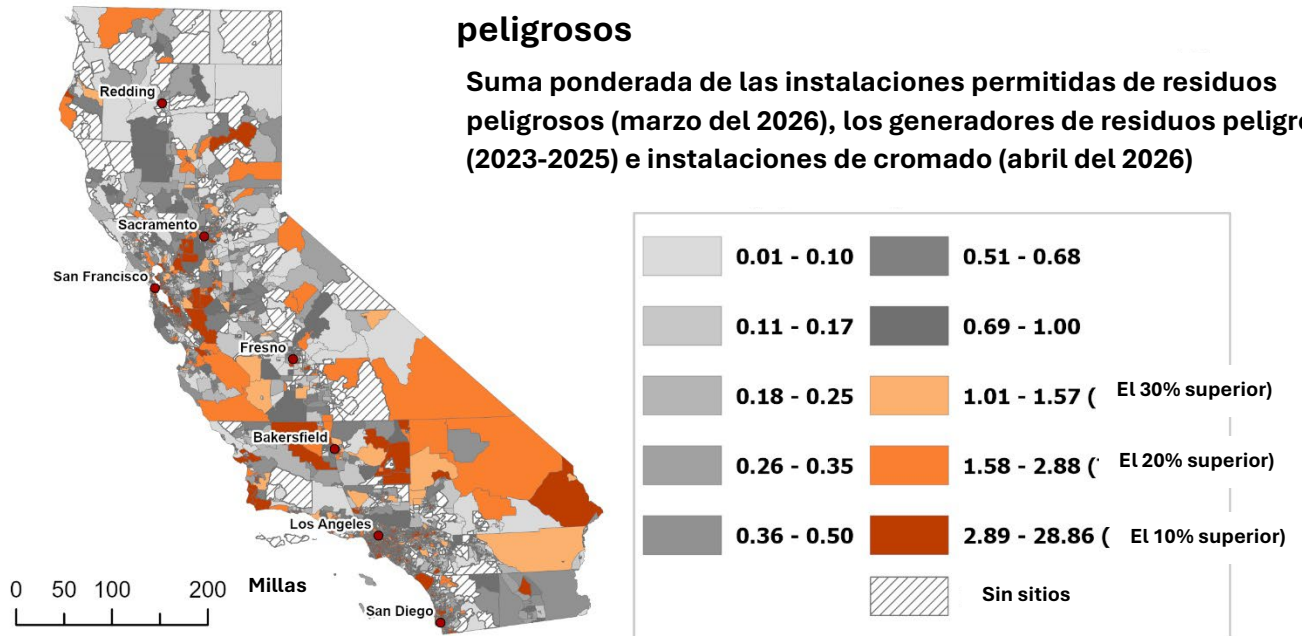 peligrosos
Suma ponderada de las instalaciones permitidas de residuos
peligrosos (marzo del 2026), los generadores de residuos peligro
(2023-2025) e instalaciones de cromado (abril del 2026)
Redding
Sacramento
San Francisco
Fresno
Bakersfield
Los Angeles
San Diego
0 50 100 200 Millas
0.01 - 0.10
0.11 - 0.17
0.18 - 0.25
0.26 - 0.35
0.36 - 0.50
0.51 - 0.68
0.69 - 1.00
1.01 - 1.57 ( El 30% superior)
1.58 - 2.88 ( El 20% superior)
2.89 - 28.86 ( El 10% superior)
Sin sitios